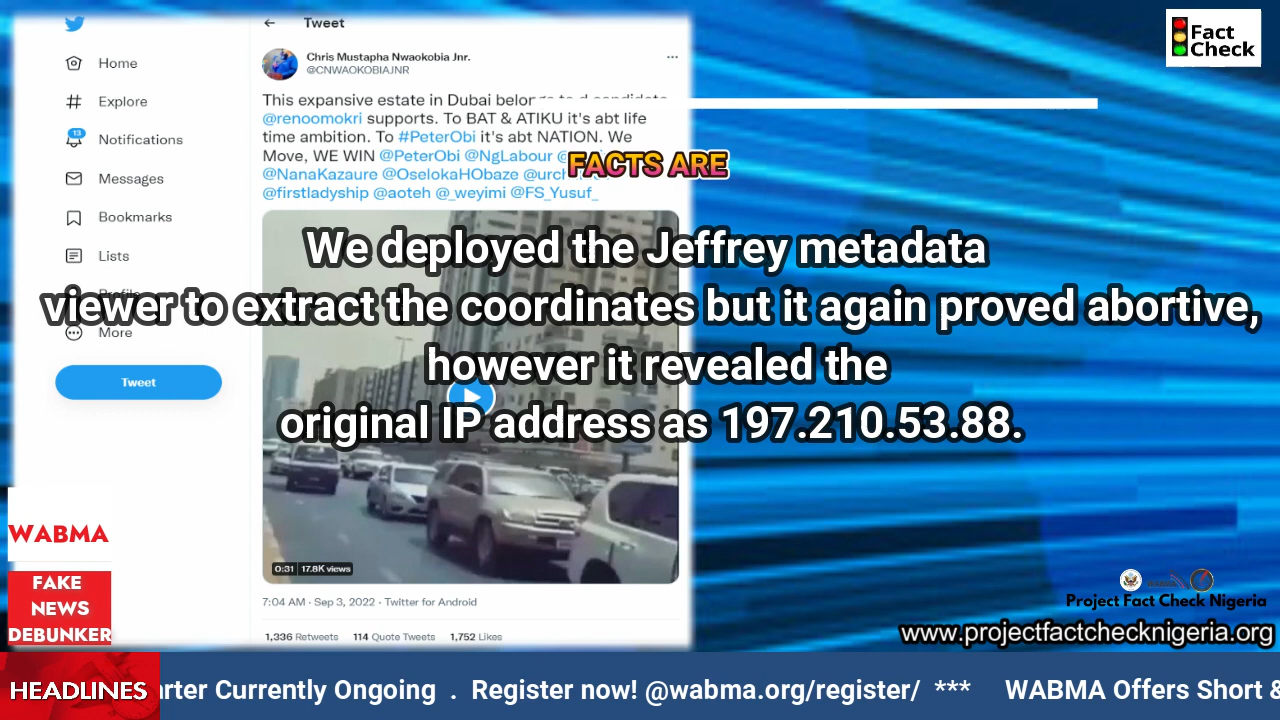 Tweet
Chris Mustapha Nwaokobia Jnr.
@CNWAOKOBIAJNR
This expansive estate in Dubai
@renoomokri supports. To BAT & ATIKU it's abt life
time ambition. To #PeterObi it's abt NATION. We
Move, WE WIN @PeterObi @NgLabour
@NanaKazaure @OselokaHObaze
@firstladyship @aoteh @_weyimi @FS_Yusuf_
0:31 17.8K views
7:04 AM · Sep 3, 2022 · Twitter for Android
1,336 Retweets 114 Quote Tweets 1,752 Likes
Home
Explore
13
Notifications
Messages
Bookmarks
Lists
More
Tweet
Fact
Check
FACTS ARE
We deployed the Jeffrey metadata
viewer to extract the coordinates but it again proved abortive,
however it revealed the
original IP address as 197.210.53.88.
WABMA
FAKE
NEWS
DEBUNKER
Project Fact Check Nigeria
www.projectfactchecknigeria.org
HEADLINES
arter Currently Ongoing . Register now! @wabma.org/register/ *** WABMA Offers Short &